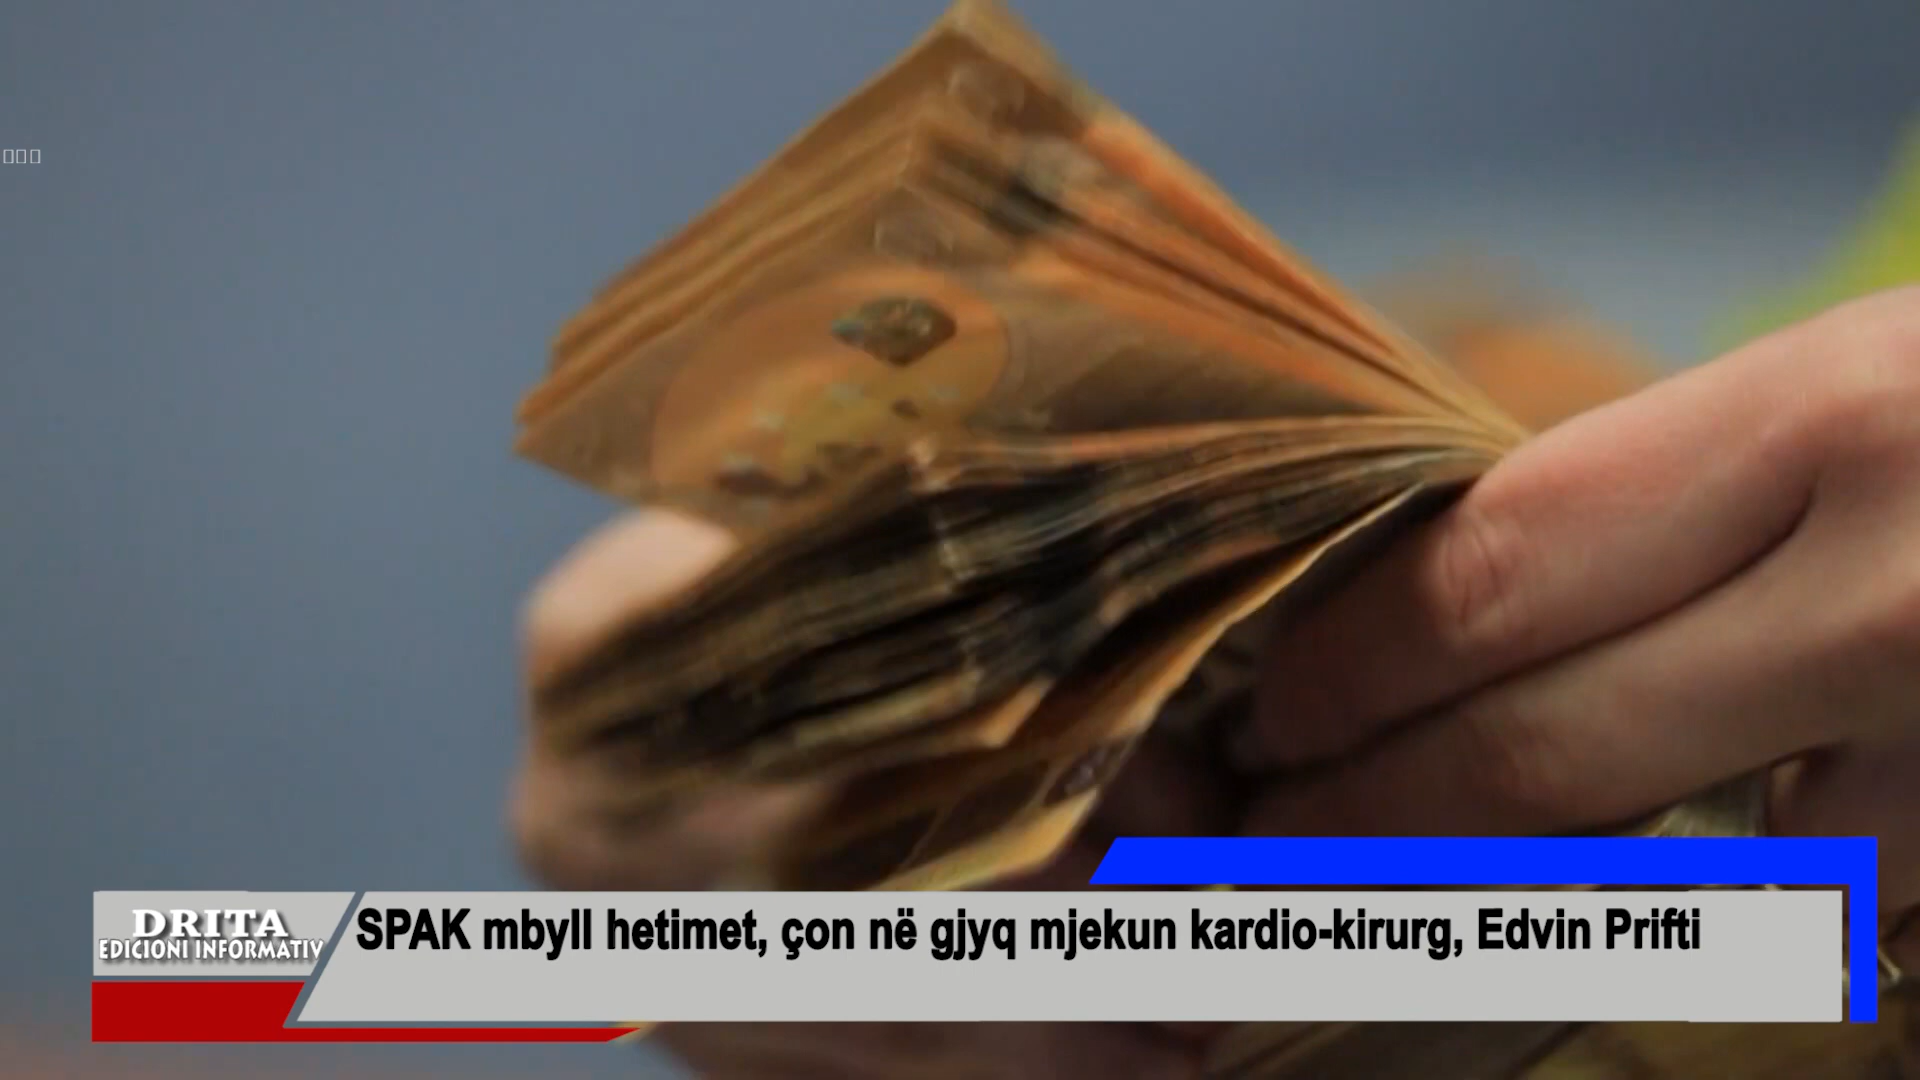 DRITA
EDICIONI INFORMATIV
SPAK mbyll hetimet, çon në gjyq mjekun kardio-kirurg, Edvin Prifti